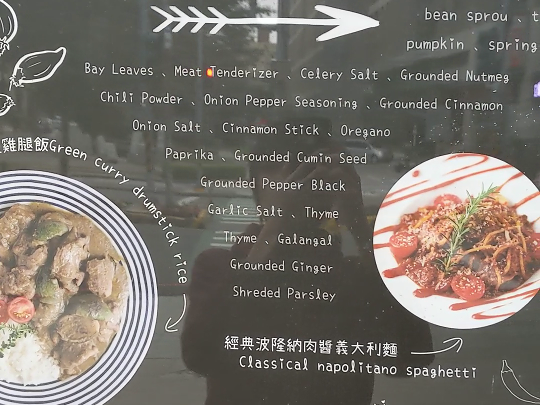 bean sprou 、t
pumpkin 、spring
Bay Leaves 、Meat Tenderizer 、Celery Salt 、Grounded Nutmeg
Chili Powder 、Onion Pepper Seasoning 、Grounded Cinnamon
Onion Salt 、Cinnamon Stick 、Oregano
雞腿飯Green curry drumstick rice
Paprika 、Grounded Cumin Seed
Grounded Pepper Black
Garlic Salt 、Thyme
Thyme 、Galangal
Grounded Ginger
Shredded Parsley
經典波隆納肉醬義大利麵
Classical napolitano spaghetti